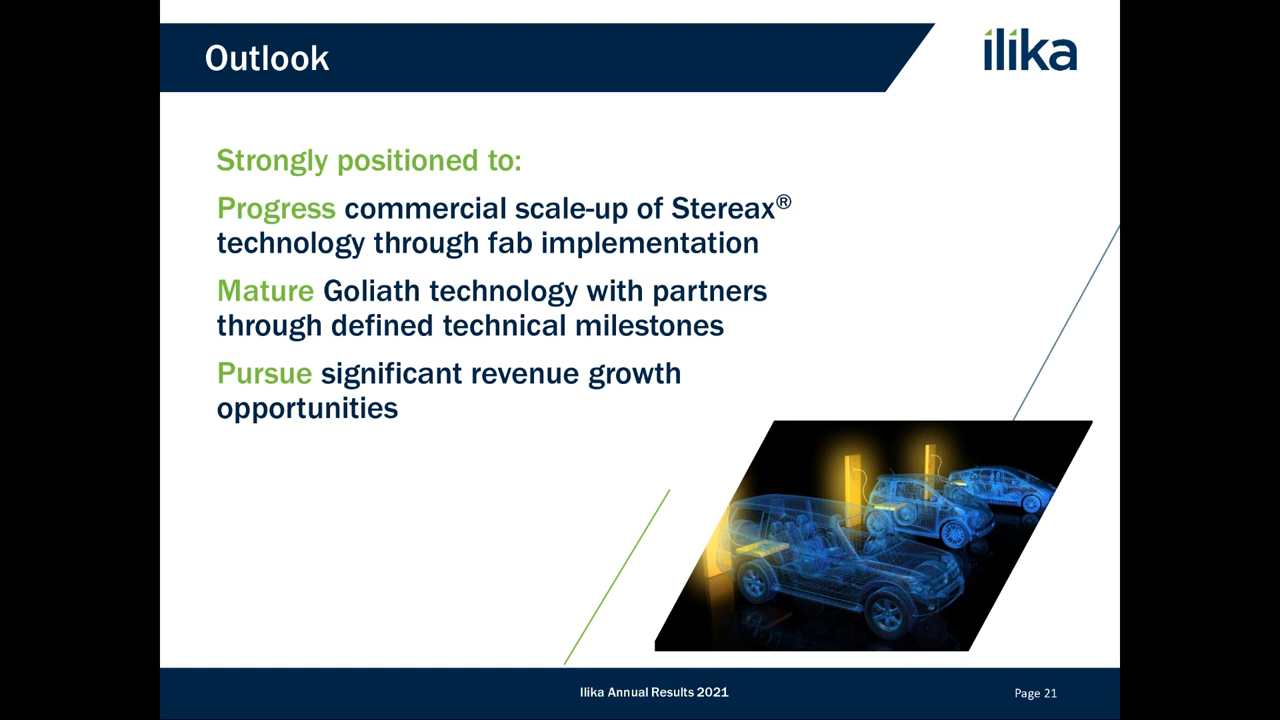 Outlook
ilika
Strongly positioned to:
Progress commercial scale-up of Stereax®
technology through fab implementation
Mature Goliath technology with partners
through defined technical milestones
Pursue significant revenue growth
opportunities
Ilika Annual Results 2021
Page 21